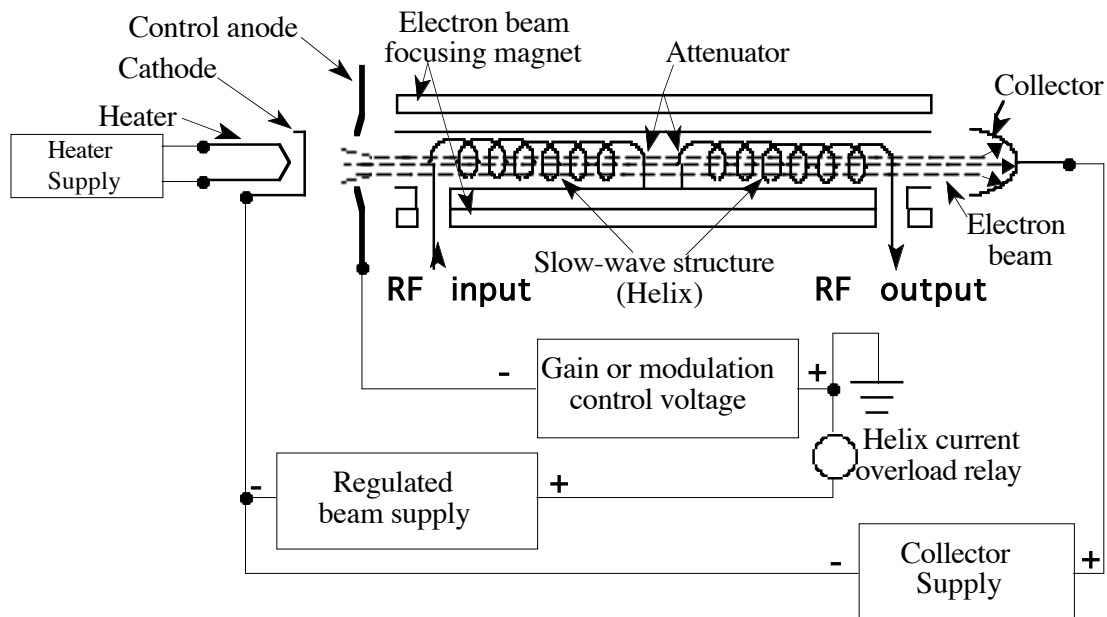 Control anode
Electron beam
focusing magnet
Attenuator
Cathode
Collector
Heater
Heater
Supply
Electron
beam
Slow-wave structure
(Helix)
RF input
RF output
-
Gain or modulation
control voltage
+
Helix current
overload relay
-
Regulated
beam supply
+
-
Collector
Supply
+